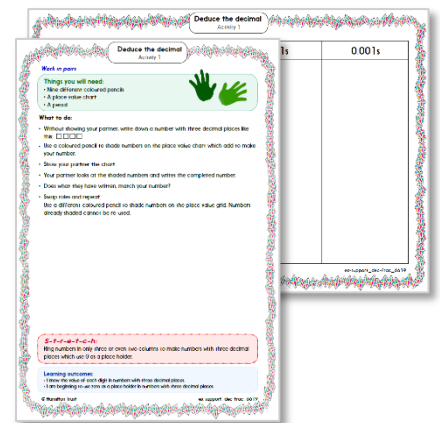 Deduce the decimal
Activity 1
1s
0.001s
ex-support_dec-frac_6619
Deduce the decimal
Activity 1
Work in pairs
Things you will need:
• Nine different coloured pencils
• A place value chart
• A pencil
What to do:
• Without showing your partner, write down a number with three decimal places like
this:
• Use a coloured pencil to shade numbers on the place value chart which add to make
your number.
• Show your partner the chart.
• Your partner looks at the shaded numbers and writes the completed number.
• Does what they have written, match your number?
• Swap roles and repeat.
Use a different coloured pencil to shade numbers on the place value grid. Numbers
already shaded cannot be re used.
S-t-r-e-t-c-h:
Ring numbers in only three or even two columns to make numbers with three decimal
places which use 0 as a place holder.
Learning outcomes:
• I know the value of each digit in numbers with three decimal places.
• I am beginning to use zero as a place holder in numbers with three decimal places.
© Hamilton Trust
ex-support_dec-frac_6619